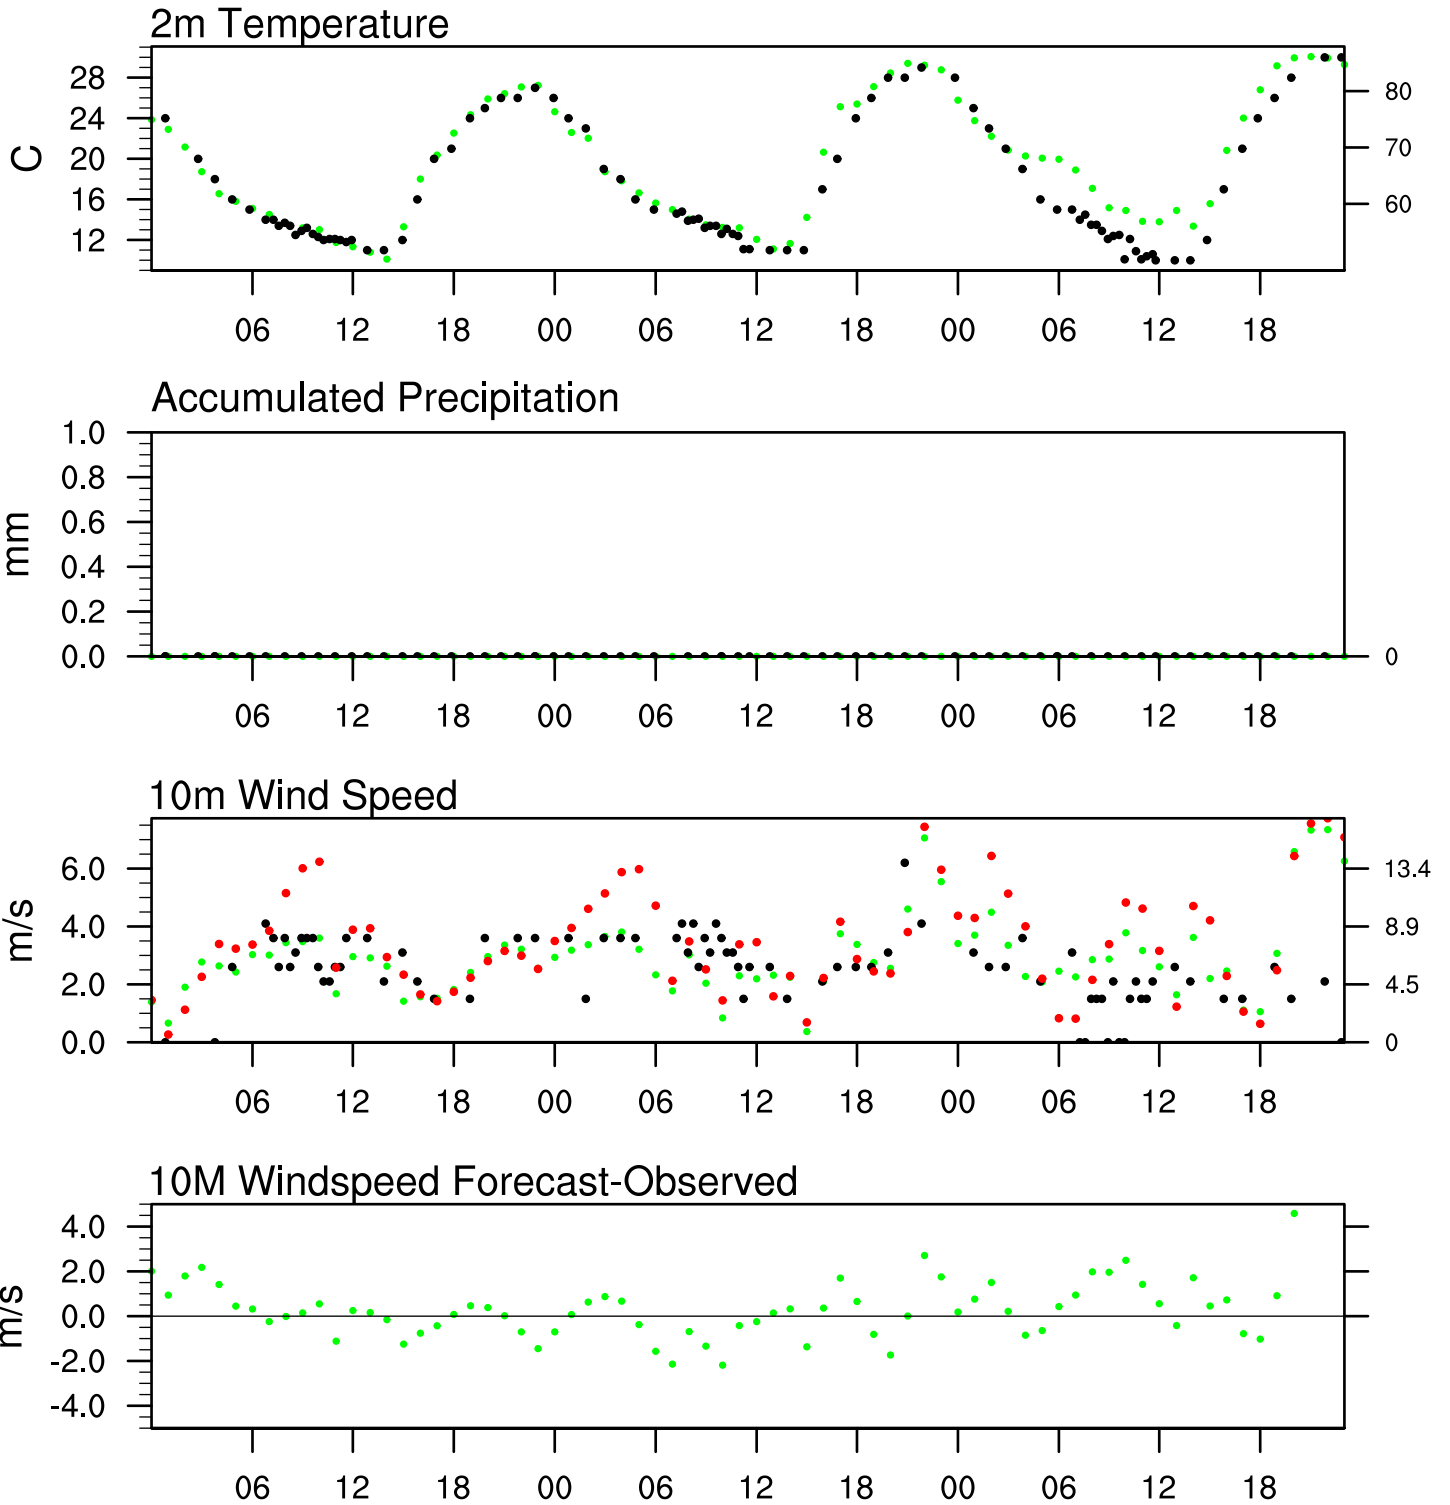 2m Temperature
28
24
20
16
12
C
80
70
60
06 12 18 00 06 12 18 00 06 12 18
Accumulated Precipitation
1.0
0.8
0.6
0.4
0.2
0.0
mm
0
06 12 18 00 06 12 18 00 06 12 18
10m Wind Speed
6.0
4.0
2.0
0.0
m/s
13.4
8.9
4.5
0
06 12 18 00 06 12 18 00 06 12 18
10M Windspeed Forecast-Observed
4.0
2.0
0.0
-2.0
-4.0
m/s
06 12 18 00 06 12 18 00 06 12 18